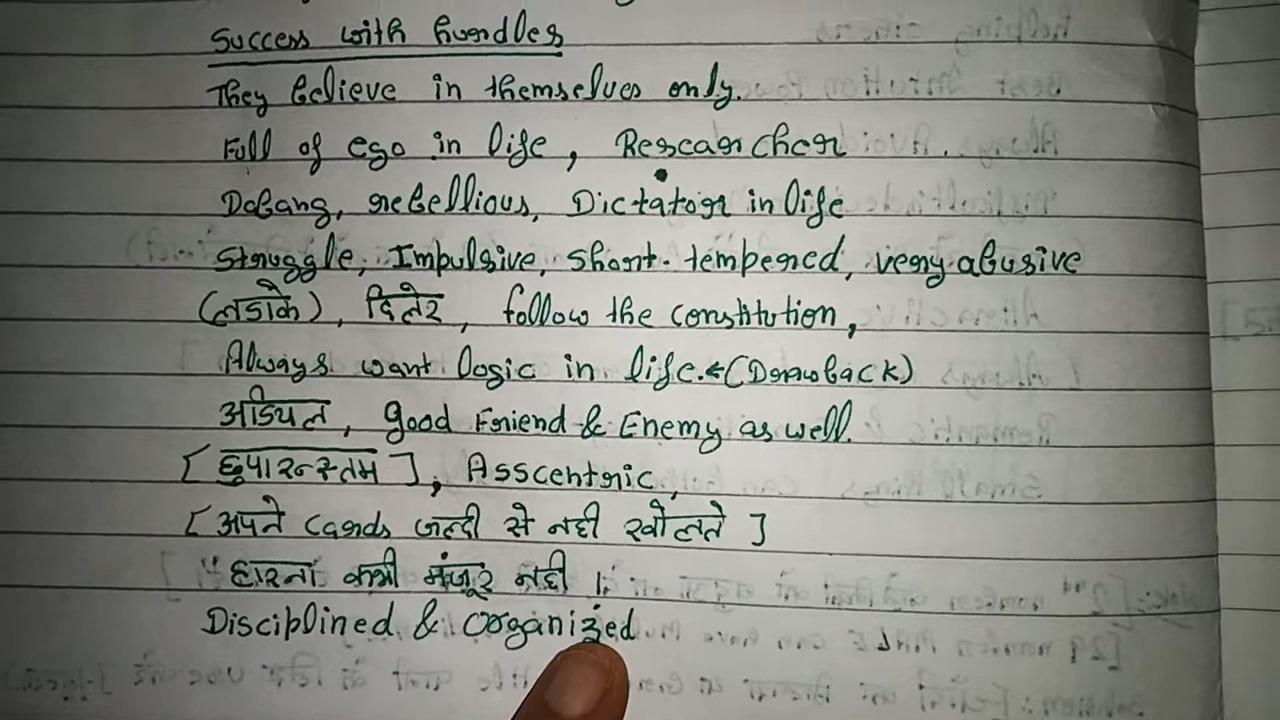 Success with hurdles
They believe in themselves only.
Full of ego in life, Researcher
Dabang, rebellious, Dictator in life
Struggle, Impulsive, short-tempered, very abusive
(लडाके), दिलेर, follow the constitution,
Always want logic in life.←(Drawback)
अडियल, good Friend & Enemy as well.
[छुपारुस्तम], Asscentric,
[अपने cards जल्दी से नही खोलते]
"हारना कभी मंजूर नही।
Disciplined & organized